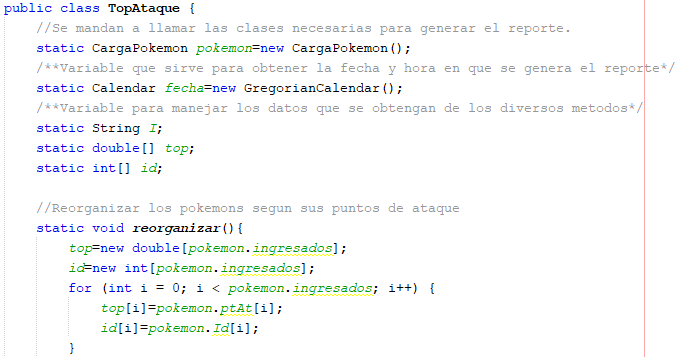 public class TopAtaque {
//Se mandan a llamar las clases necesarias para generar el reporte.
static CargaPokemon pokemon=new CargaPokemon();
/**Variable que sirve para obtener la fecha y hora en que se genera el reporte*/
static Calendar fecha=new GregorianCalendar();
/**Variable para manejar los datos que se obtengan de los diversos metodos*/
static String I;
static double[] top;
static int[] id;
//Reorganizar los pokemons segun sus puntos de ataque
static void reorganizar(){
top=new double[pokemon.ingresados];
id=new int[pokemon.ingresados];
for (int i = 0; i < pokemon.ingresados; i++) {
top[i]=pokemon.ptAt[i];
id[i]=pokemon.Id[i];
}